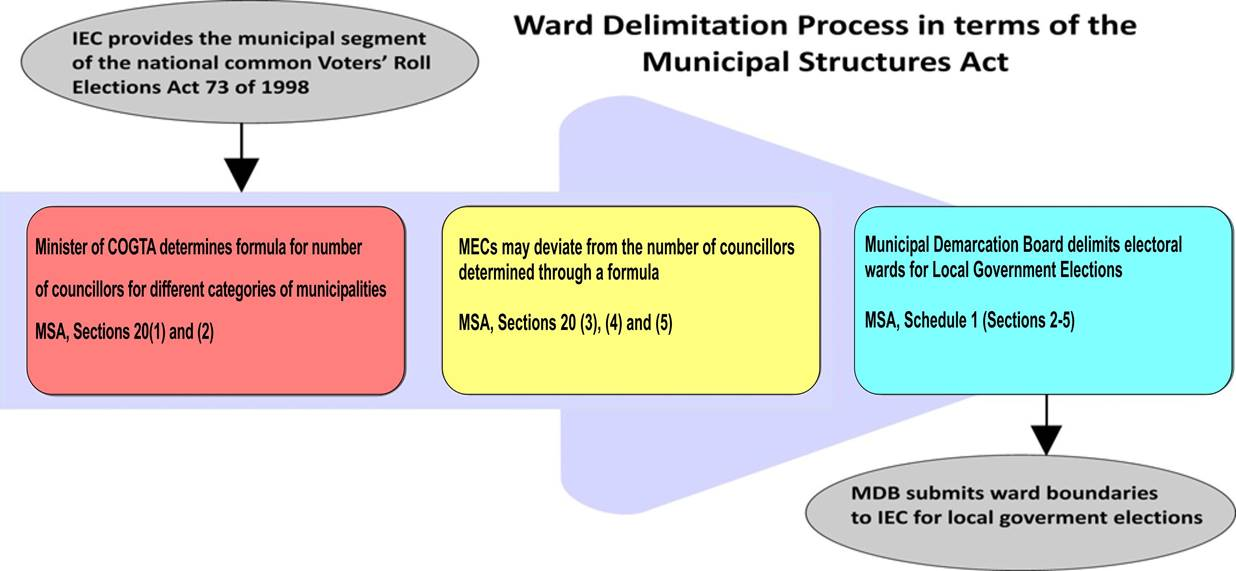 Ward Delimitation Process in terms of the
Municipal Structures Act
IEC provides the municipal segment
of the national common Voters' Roll
Elections Act 73 of 1998
Minister of COGTA determines formula for number
of councillors for different categories of municipalities
MSA, Sections 20(1) and (2)
MECs may deviate from the number of councillors
determined through a formula
MSA, Sections 20 (3), (4) and (5)
Municipal Demarcation Board delimits electoral
wards for Local Government Elections
MSA, Schedule 1 (Sections 2-5)
MDB submits ward boundaries
to IEC for local goverment elections